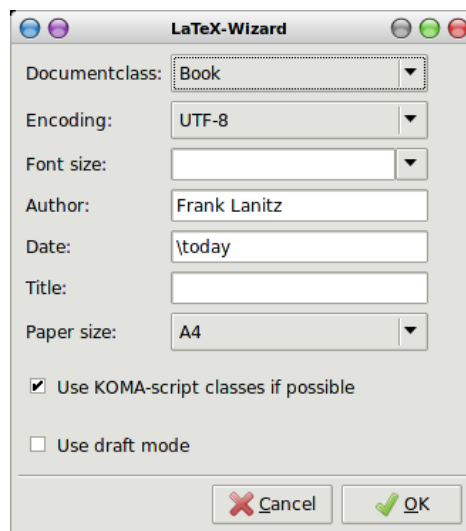 LaTeX-Wizard
Documentclass: Book
Encoding: UTF-8
Font size:
Author: Frank Lanitz
Date: \today
Title:
Paper size: A4
Use KOMA-script classes if possible
Use draft mode
Cancel OK